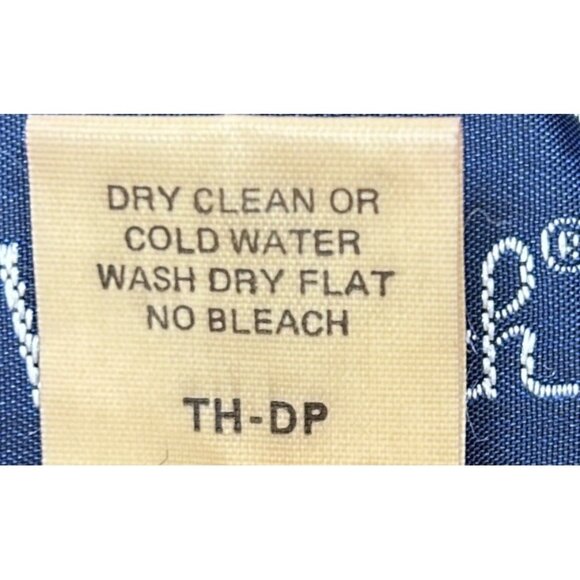 DRY CLEAN OR
COLD WATER
WASH DRY FLAT
NO BLEACH
TH-DP